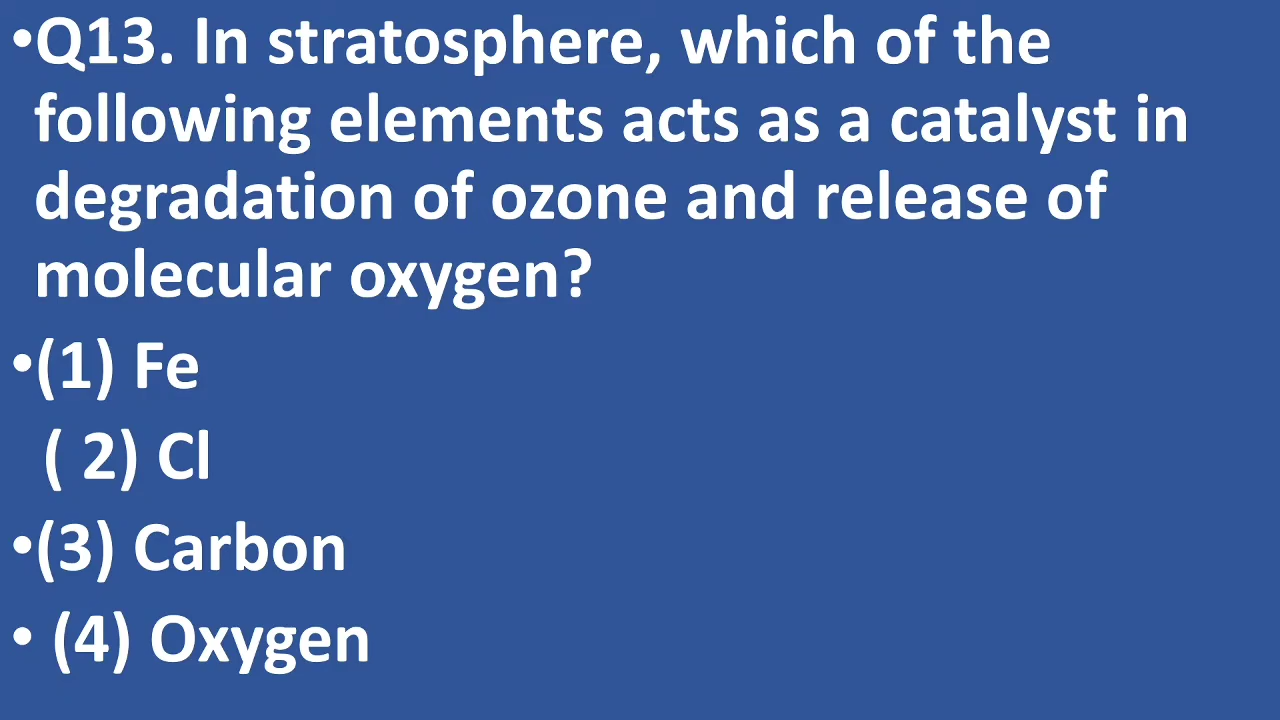 •Q13. In stratosphere, which of the
following elements acts as a catalyst in
degradation of ozone and release of
molecular oxygen?
•(1) Fe
( 2) Cl
•(3) Carbon
• (4) Oxygen